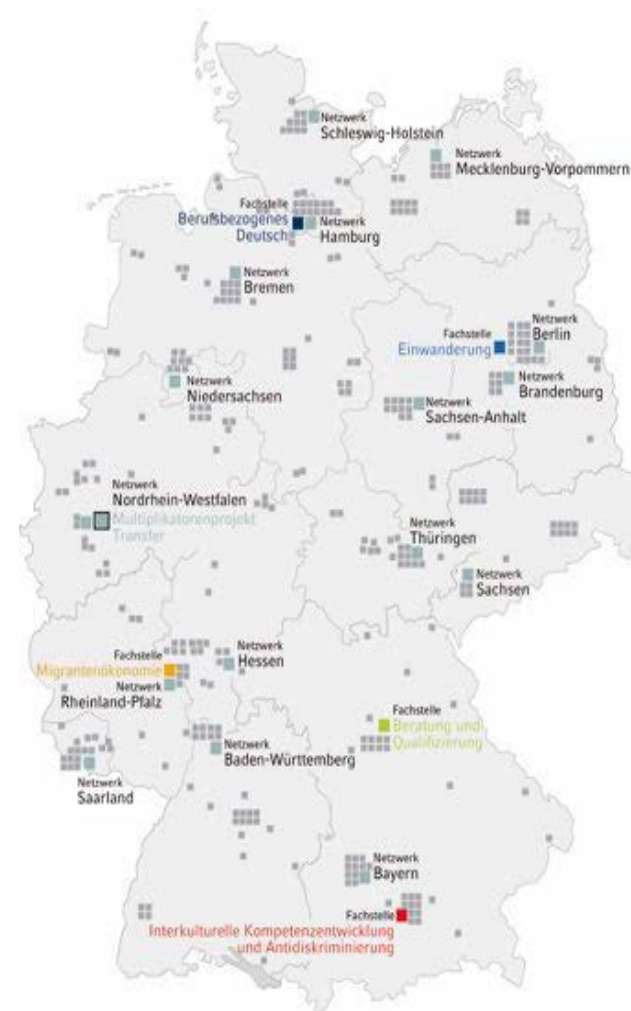 Netzwerk
Schleswig-Holstein
Netzwerk
Mecklenburg-Vorpommern
Fachstelle
Berufsbezogenes
Deutsch
Netzwerk
Hamburg
Netzwerk
Bremen
Netzwerk
Berlin
Fachstelle
Einwanderung
Netzwerk
Brandenburg
Netzwerk
Niedersachsen
Netzwerk
Sachsen-Anhalt
Netzwerk
Nordrhein-Westfalen
Multiplikatorenprojekt
Transfer
Netzwerk
Thüringen
Netzwerk
Sachsen
Netzwerk
Hessen
Fachstelle
Migrantenökonomie
Netzwerk
Rheinland-Pfalz
Fachstelle
Beratung und
Qualifizierung
Netzwerk
Baden-Württemberg
Netzwerk
Saarland
Netzwerk
Bayern
Fachstelle
Interkulturelle Kompetenzentwicklung
und Antidiskriminierung